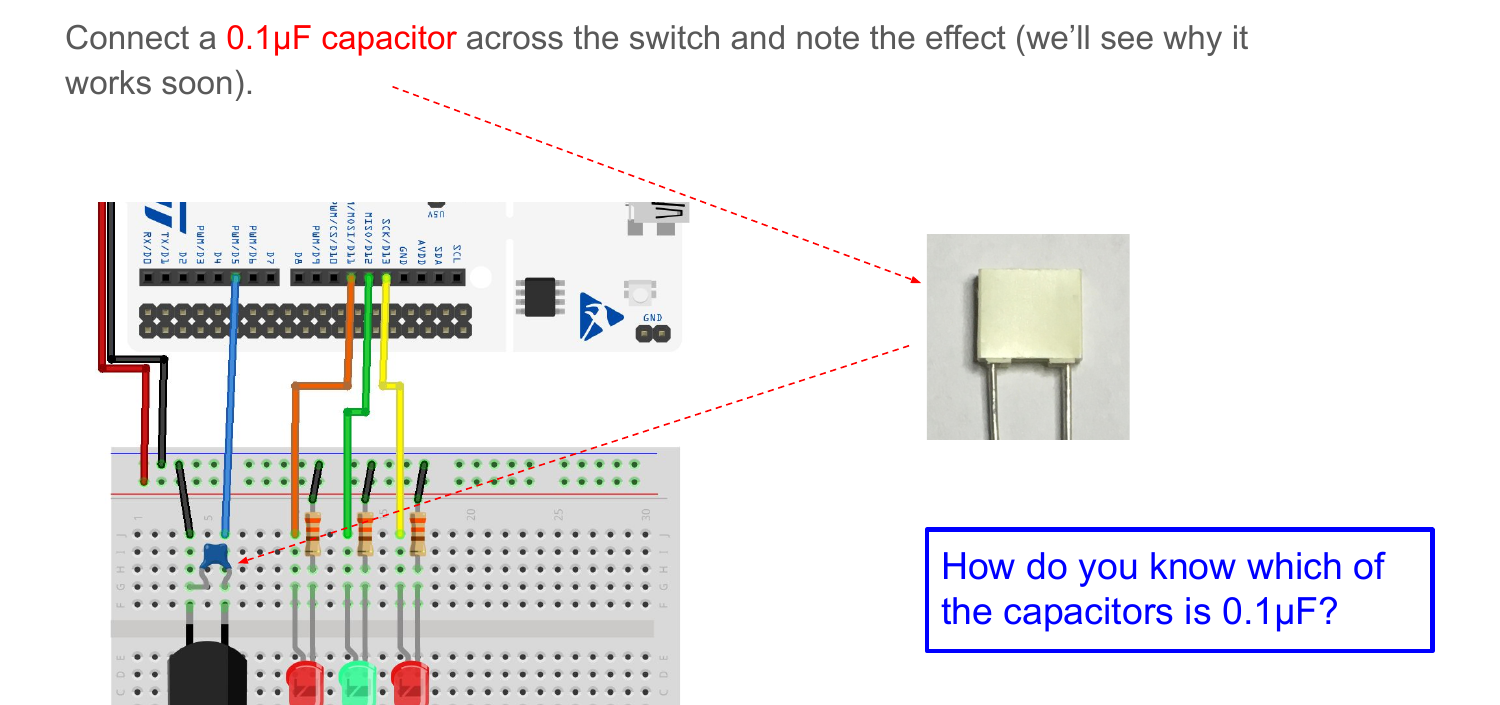 Connect a 0.1µF capacitor across the switch and note the effect (we’ll see why it
works soon).
U5V
RX/D0
TX/D1
D2
PWM/D3
D4
PWM/D5
PWM/D6
D7
D8
PWM/D9
PWM/CS/D10
/MOSI/D11
MISO/D12
SCK/D13
GND
AVDD
SDA
SCL
GND
1
5
20
25
30
J
I
H
G
F
E
D
C
J
I
H
G
F
E
D
C
How do you know which of
the capacitors is 0.1µF?